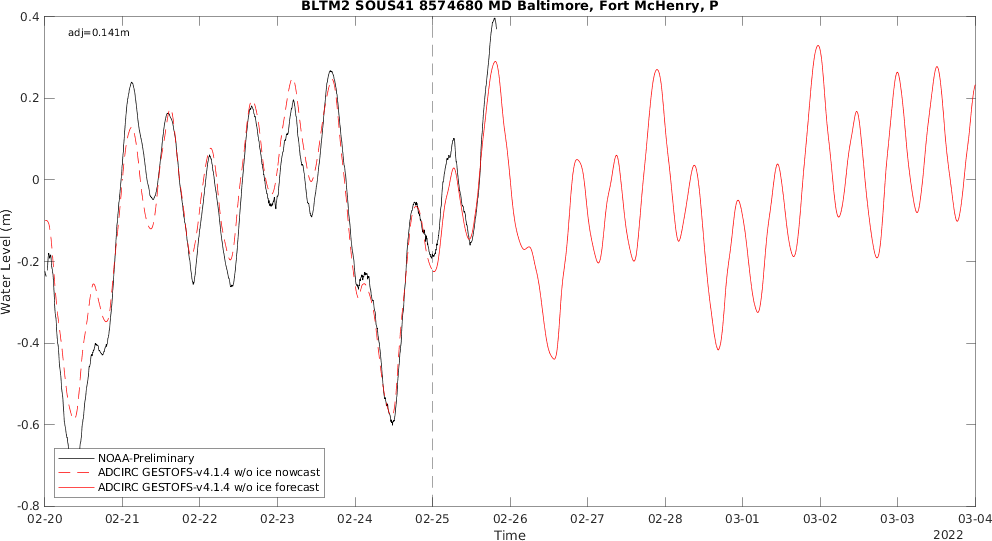 BLTM2 SOUS41 8574680 MD Baltimore, Fort McHenry, P
adj=0.141m
0.4
0.2
0
-0.2
-0.4
-0.6
-0.8
Water Level (m)
NOAA-Preliminary
ADCIRC GESTOFS-v4.1.4 w/o ice nowcast
ADCIRC GESTOFS-v4.1.4 w/o ice forecast
02-20 02-21 02-22 02-23 02-24 02-25 02-26 02-27 02-28 03-01 03-02 03-03 03-04
Time
2022